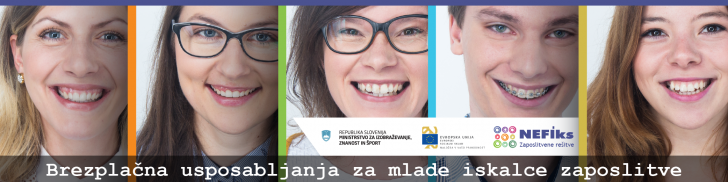 REPUBLIKA SLOVENIJA
MINISTRSTVO ZA IZOBRAŽEVANJE,
ZNANOST IN ŠPORT
EVROPSKA UNIJA
NEFIKS
Zaposlitvene rešitve
Brezplačna usposabljanja za mlade iskalce zaposlitve